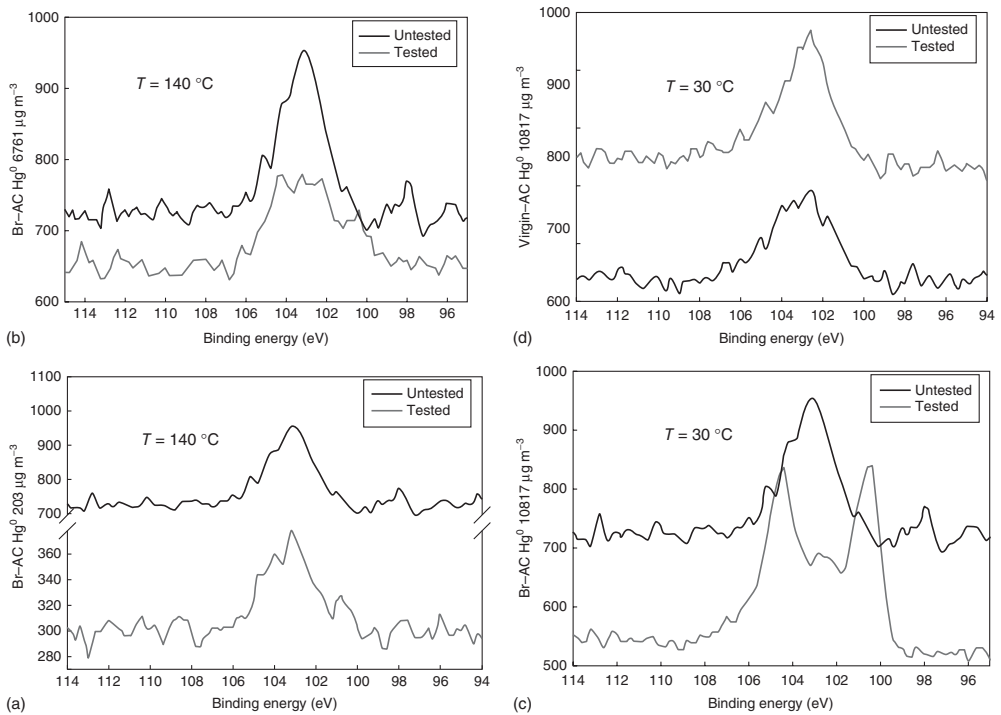 1000
900
800
700
600
Br–AC Hg⁰ 6761 µg m⁻³
T = 140 °C
Untested
Tested
114 112 110 108 106 104 102 100 98 96
Binding energy (eV)
(b)
1000
800
800
700
600
Virgin–AC Hg⁰ 10817 µg m⁻³
T = 30 °C
Untested
Tested
114 112 110 108 106 104 102 100 98 96 94
Binding energy (eV)
(d)
1100
1000
900
800
700
360
340
320
300
280
Br–AC Hg⁰ 203 µg m⁻³
T = 140 °C
Untested
Tested
114 112 110 108 106 104 102 100 98 96 94
Binding energy (eV)
(a)
1000
900
800
700
600
500
Br–AC Hg⁰ 10817 µg m⁻³
T = 30 °C
Untested
Tested
114 112 110 108 106 104 102 100 98 96
Binding energy (eV)
(c)